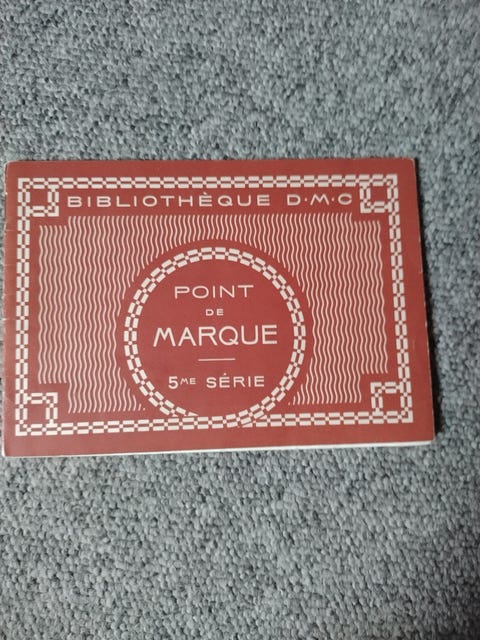 BIBLIOTHÈQUE D·M·C
POINT
DE
MARQUE
5ME SÉRIE